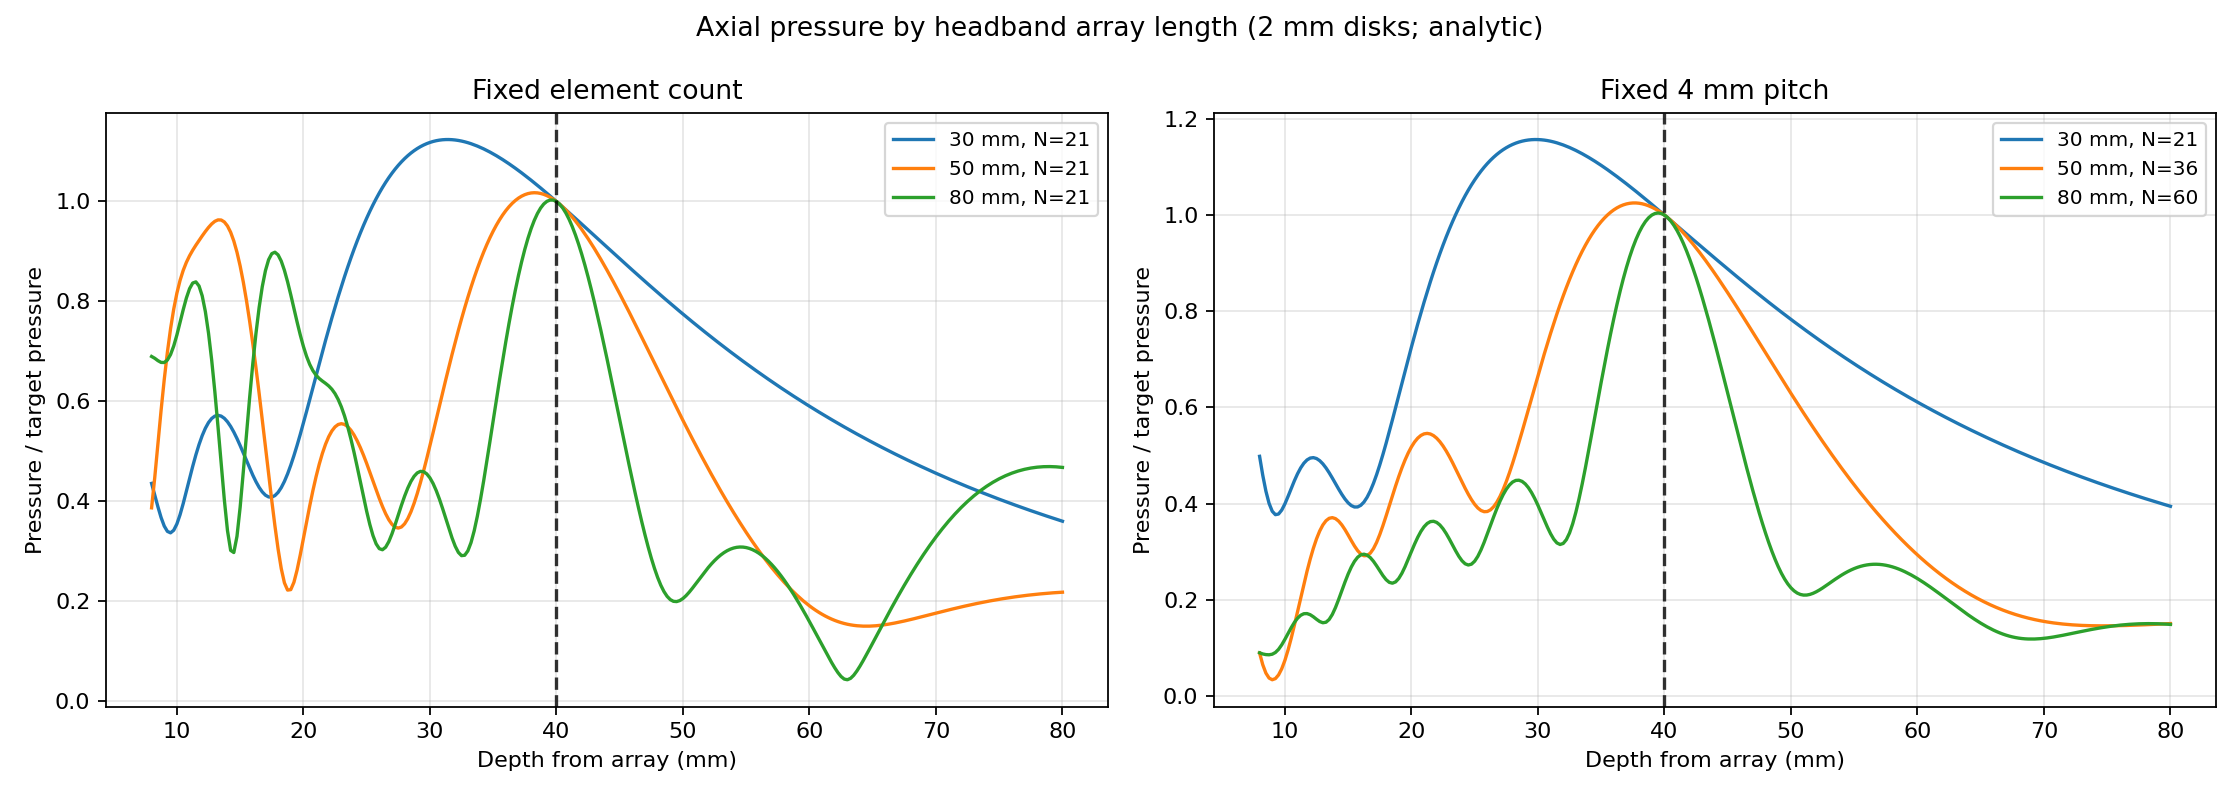 Axial pressure by headband array length (2 mm disks; analytic)
Fixed element count
Pressure / target pressure
1.0
0.8
0.6
0.4
0.2
0.0
30 mm, N=21
50 mm, N=21
80 mm, N=21
10 20 30 40 50 60 70 80
Depth from array (mm)
Fixed 4 mm pitch
Pressure / target pressure
1.2
1.0
0.8
0.6
0.4
0.2
0.0
30 mm, N=21
50 mm, N=36
80 mm, N=60
10 20 30 40 50 60 70 80
Depth from array (mm)